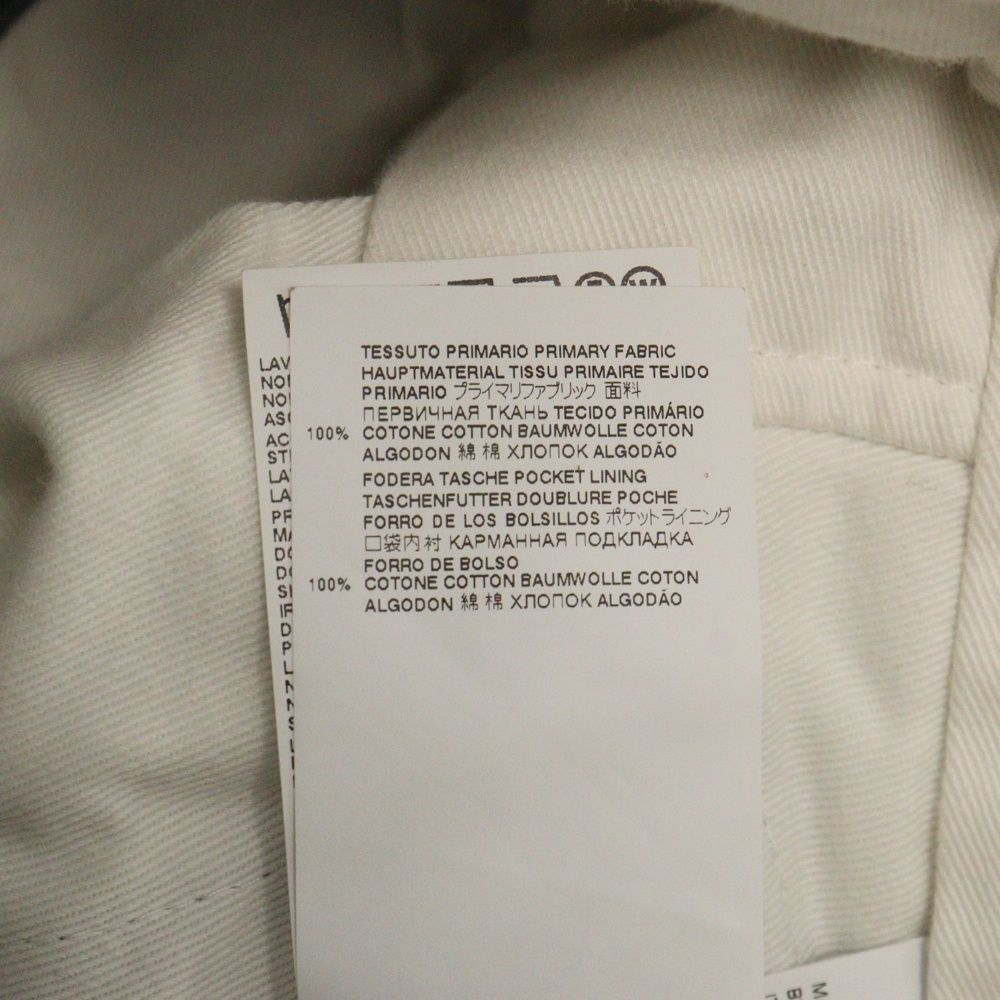 TESSUTO PRIMARIO PRIMARY FABRIC
HAUPTMATERIAL TISSU PRIMAIRE TEJIDO
PRIMARIO プライマリファブリック 面料
ПЕРВИЧНАЯ ТКАНЬ TECIDO PRIMÁRIO
100% COTONE COTTON BAUMWOLLE COTON
ALGODON 綿 棉 ХЛОПОК ALGODÃO
FODERA TASCHE POCKET LINING
TASCHENFUTTER DOUBLURE POCHE
FORRO DE LOS BOLSILLOS ポケットライニング
口袋内衬 КАРМАННАЯ ПОДКЛАДКА
FORRO DE BOLSO
100% COTONE COTTON BAUMWOLLE COTON
ALGODON 綿 棉 ХЛОПОК ALGODÃO